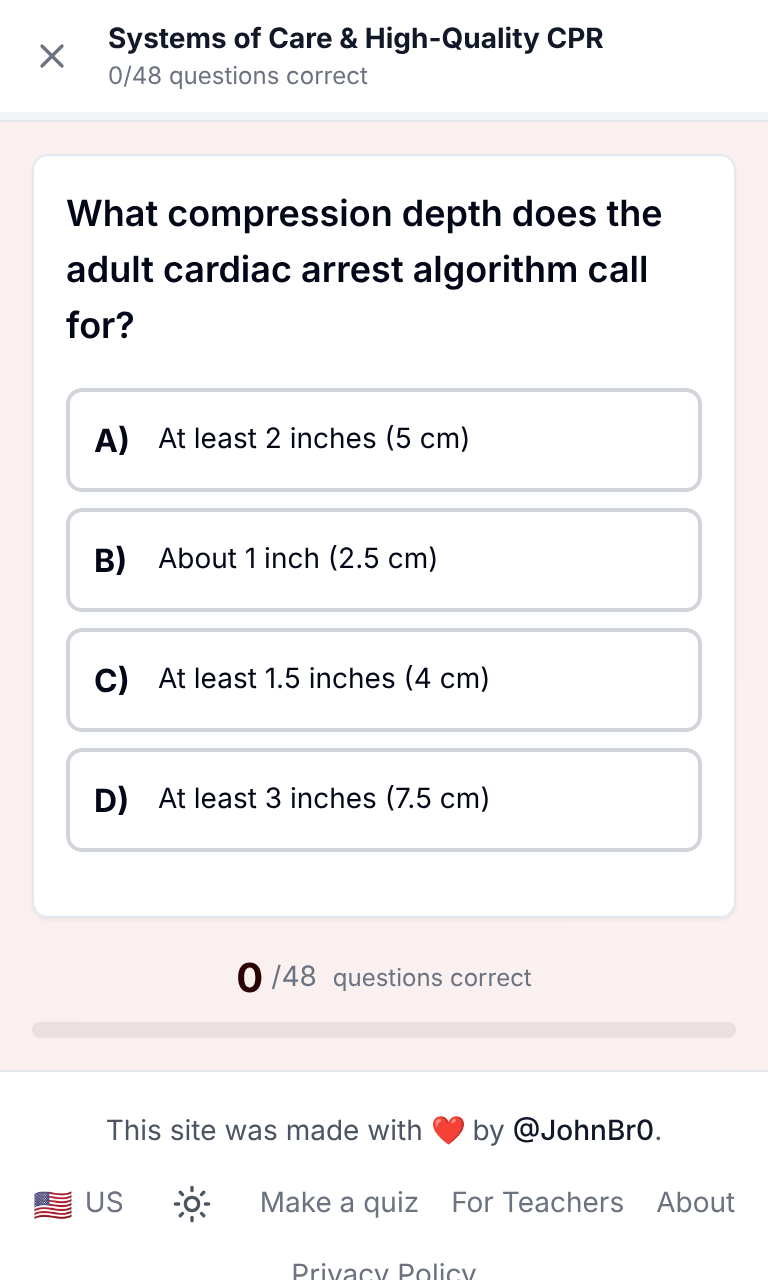 Systems of Care & High-Quality CPR
0/48 questions correct
What compression depth does the
adult cardiac arrest algorithm call
for?
A) At least 2 inches (5 cm)
B) About 1 inch (2.5 cm)
C) At least 1.5 inches (4 cm)
D) At least 3 inches (7.5 cm)
0 /48 questions correct
This site was made with ❤️ by @JohnBr0.
🇺🇸 US Make a quiz For Teachers About
Privacy Policy